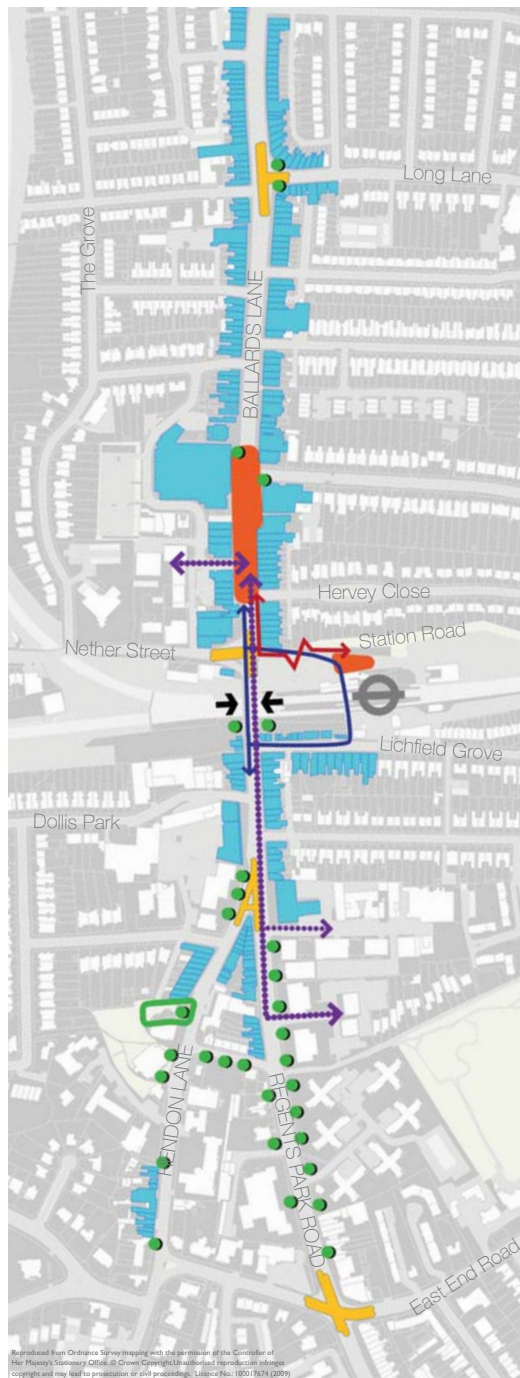 Long Lane
The Grove
BALLARDS LANE
Hervey Close
Station Road
Nether Street
Lichfield Grove
Dollis Park
HENDON LANE
REGENTS PARK ROAD
East End Road
Reproduced from Ordnance Survey mapping with the permission of the Controller of
Her Majesty's Stationery Office. © Crown Copyright Unauthorised reproduction infringes
copyright and may lead to prosecution or civil proceedings. Licence No.: 100017674 (2009)